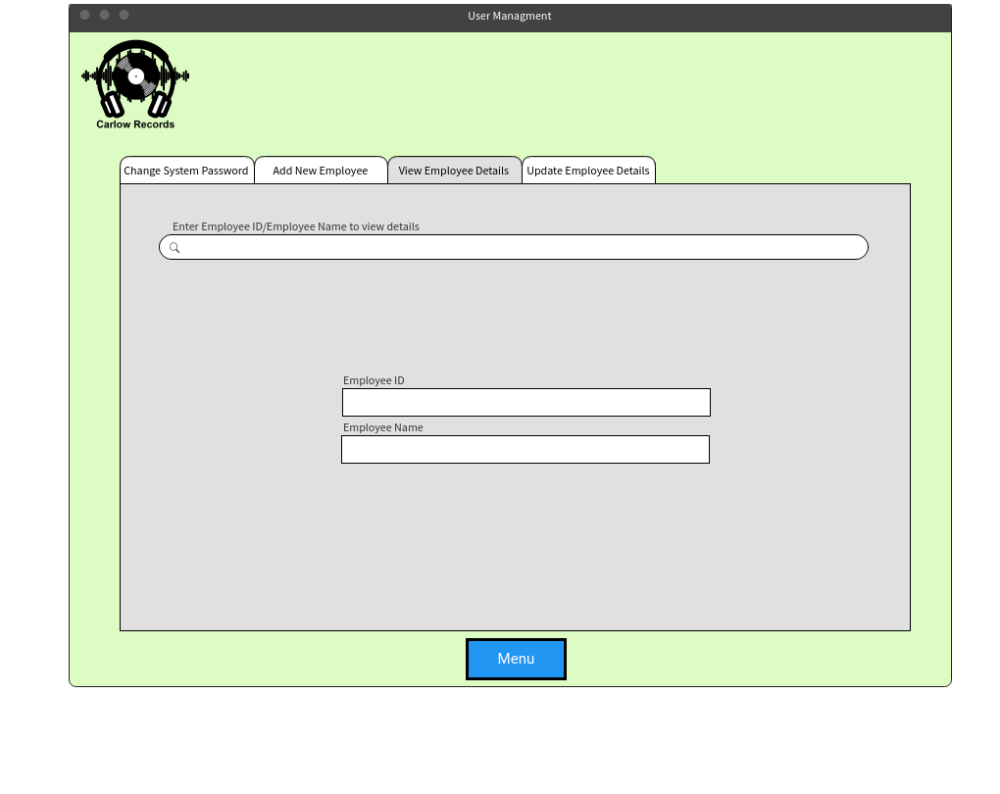 User Managment
Carlow Records
Change System Password
Add New Employee
View Employee Details
Update Employee Details
Enter Employee ID/Employee Name to view details
Employee ID
Employee Name
Menu